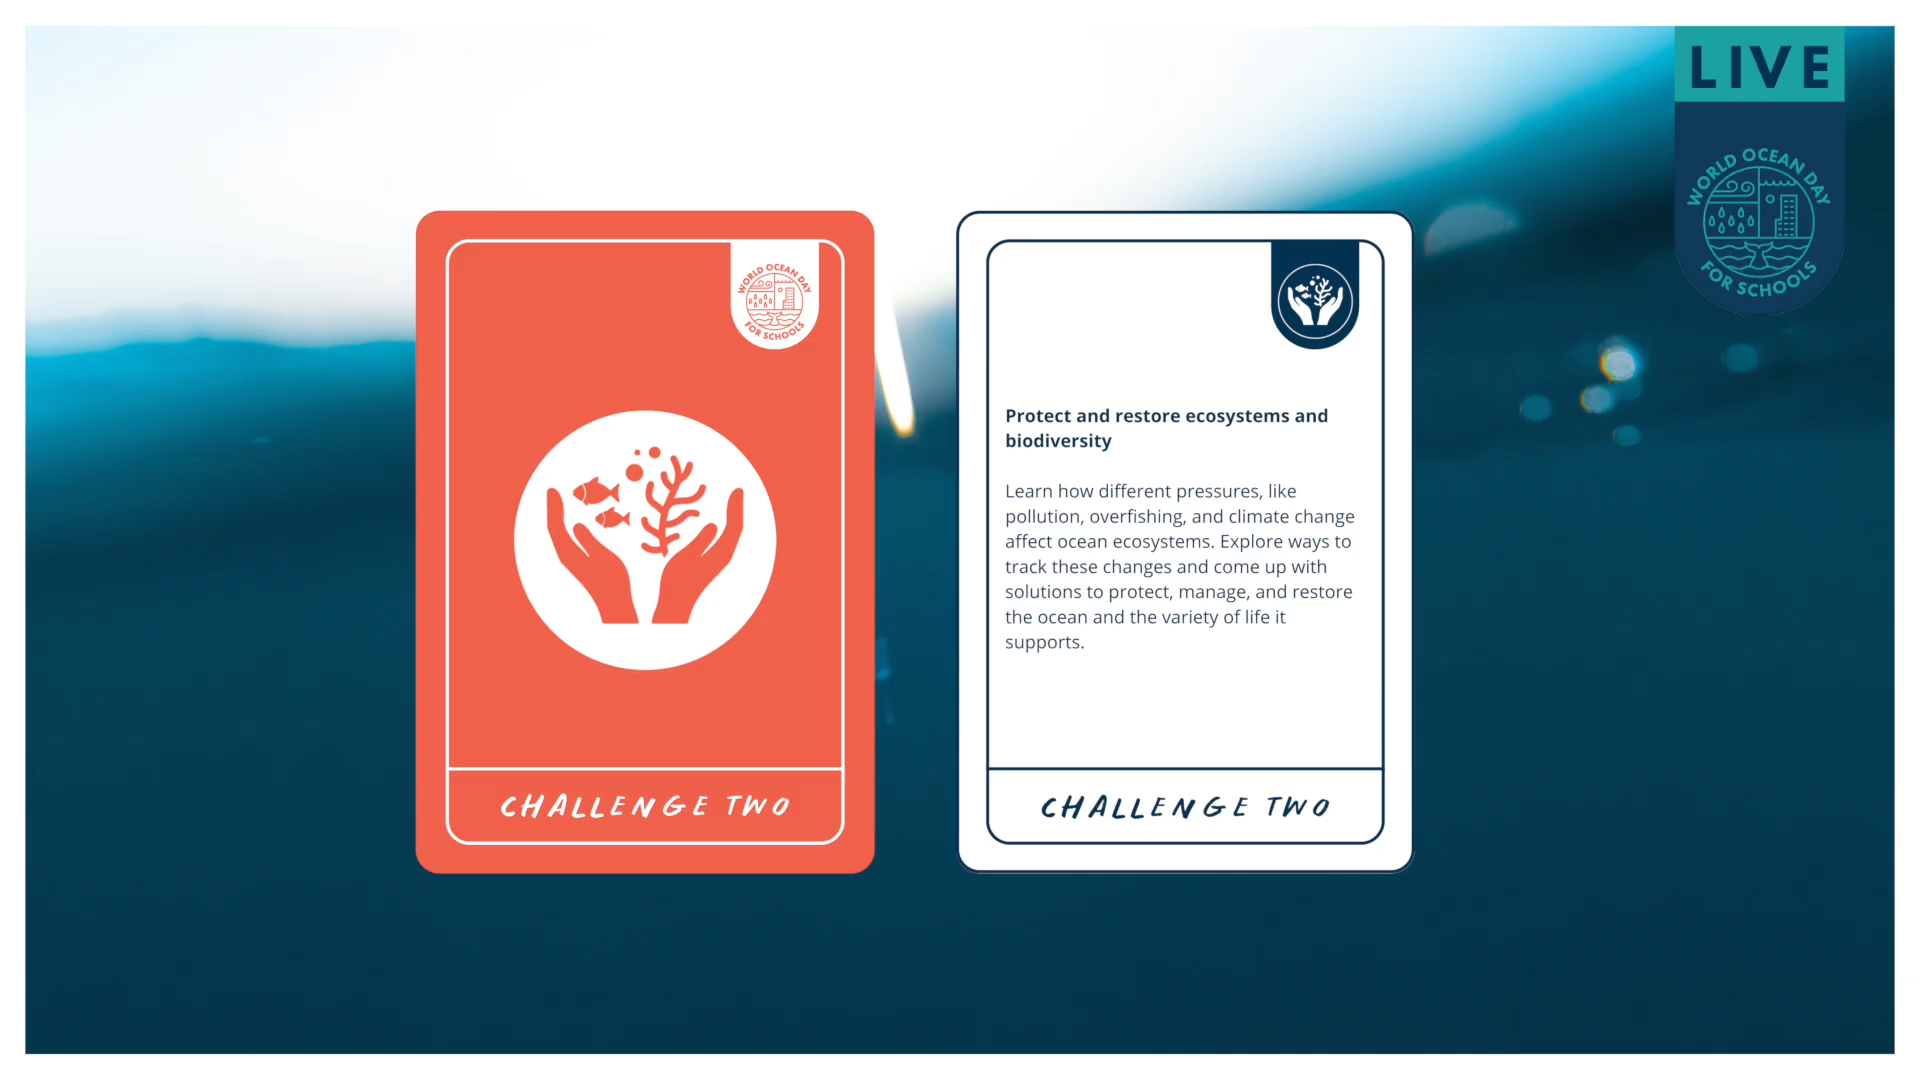 LIVE
WORLD OCEAN DAY
FOR SCHOOLS
WORLD OCEAN DAY
FOR SCHOOLS
CHALLENGE TWO
Protect and restore ecosystems and
biodiversity
Learn how different pressures, like
pollution, overfishing, and climate change
affect ocean ecosystems. Explore ways to
track these changes and come up with
solutions to protect, manage, and restore
the ocean and the variety of life it
supports.
CHALLENGE TWO